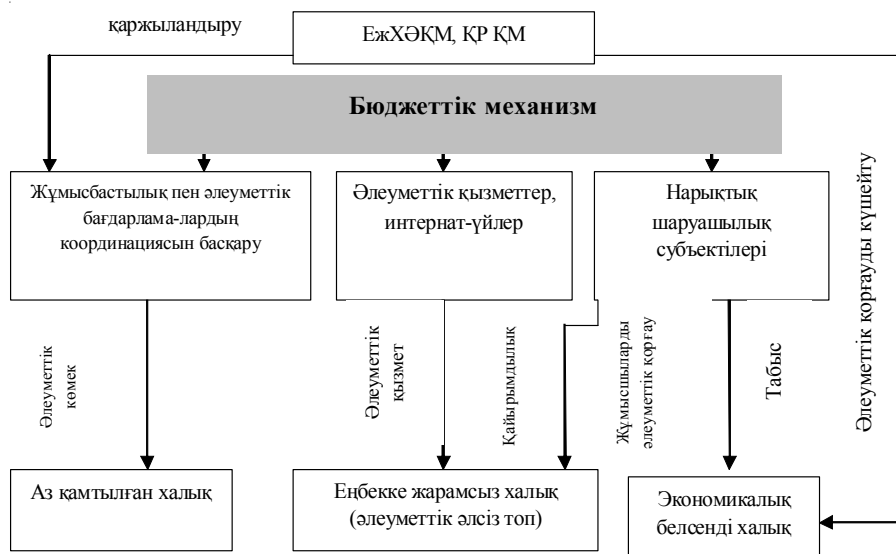 қаржыландыру
ЕжХӘҚМ, ҚР ҚМ
Бюджеттік механизм
Жұмысбастылық пен әлеуметтік
бағдарлама-лардың
координациясын басқару
Әлеуметтік қызметтер,
интернат-үйлер
Нарықтық
шаруашылық
субъектілері
Әлеуметтік қорғауды күшейту
Әлеуметтік
көмек
Әлеуметтік
қызмет
Қайырымдылық
Жұмысшыларды
әлеуметтік қорғау
Табыс
Аз қамтылған халық
Еңбекке жарамсыз халық
(әлеуметтік әлсіз топ)
Экономикалық
белсенді халық